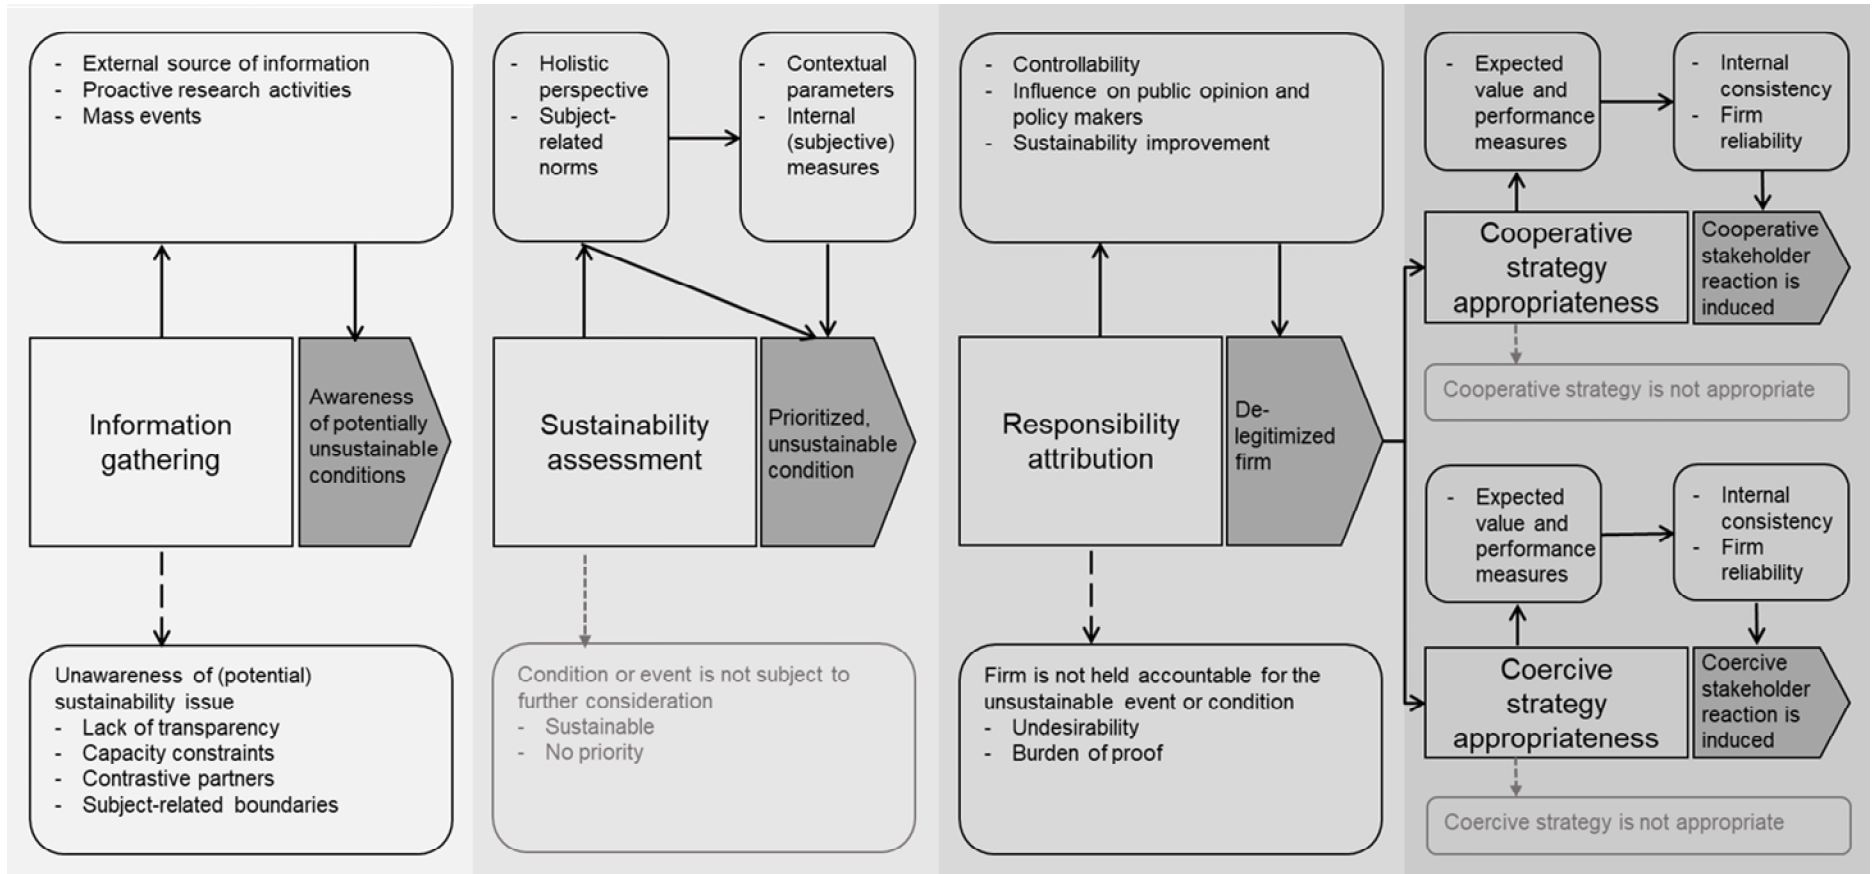 - External source of information
- Proactive research activities
- Mass events
Information
gathering
Awareness
of potentially
unsustainable
conditions
Unawareness of (potential)
sustainability issue
- Lack of transparency
- Capacity constraints
- Contrastive partners
- Subject-related boundaries
- Holistic
perspective
- Subject-
related
norms
- Contextual
parameters
- Internal
(subjective)
measures
Sustainability
assessment
Prioritized,
unsustainable
condition
Condition or event is not subject to
further consideration
- Sustainable
- No priority
- Controllability
- Influence on public opinion and
policy makers
- Sustainability improvement
Responsibility
attribution
De-
legitimized
firm
Firm is not held accountable for the
unsustainable event or condition
- Undesirability
- Burden of proof
- Expected
value and
performance
measures
- Internal
consistency
- Firm
reliability
Cooperative
strategy
appropriateness
Cooperative
stakeholder
reaction is
induced
Cooperative strategy is not appropriate
- Expected
value and
performance
measures
- Internal
consistency
- Firm
reliability
Coercive
strategy
appropriateness
Coercive
stakeholder
reaction is
induced
Coercive strategy is not appropriate